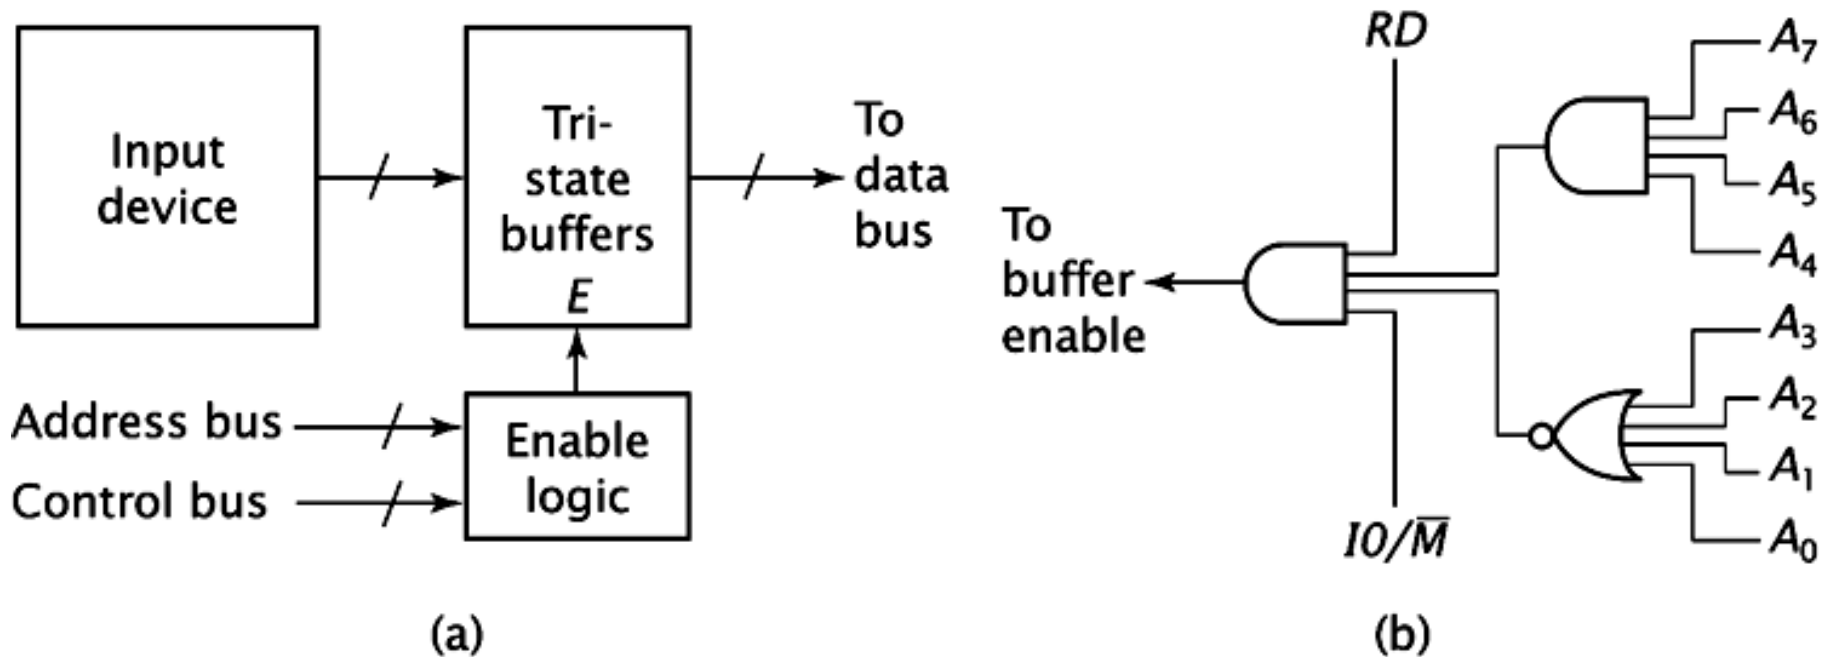 Input
device
Tri-
state
buffers
E
To
data
bus
Address bus
Control bus
Enable
logic
(a)
RD
To
buffer
enable
IO/M̅
A₇
A₆
A₅
A₄
A₃
A₂
A₁
A₀
(b)